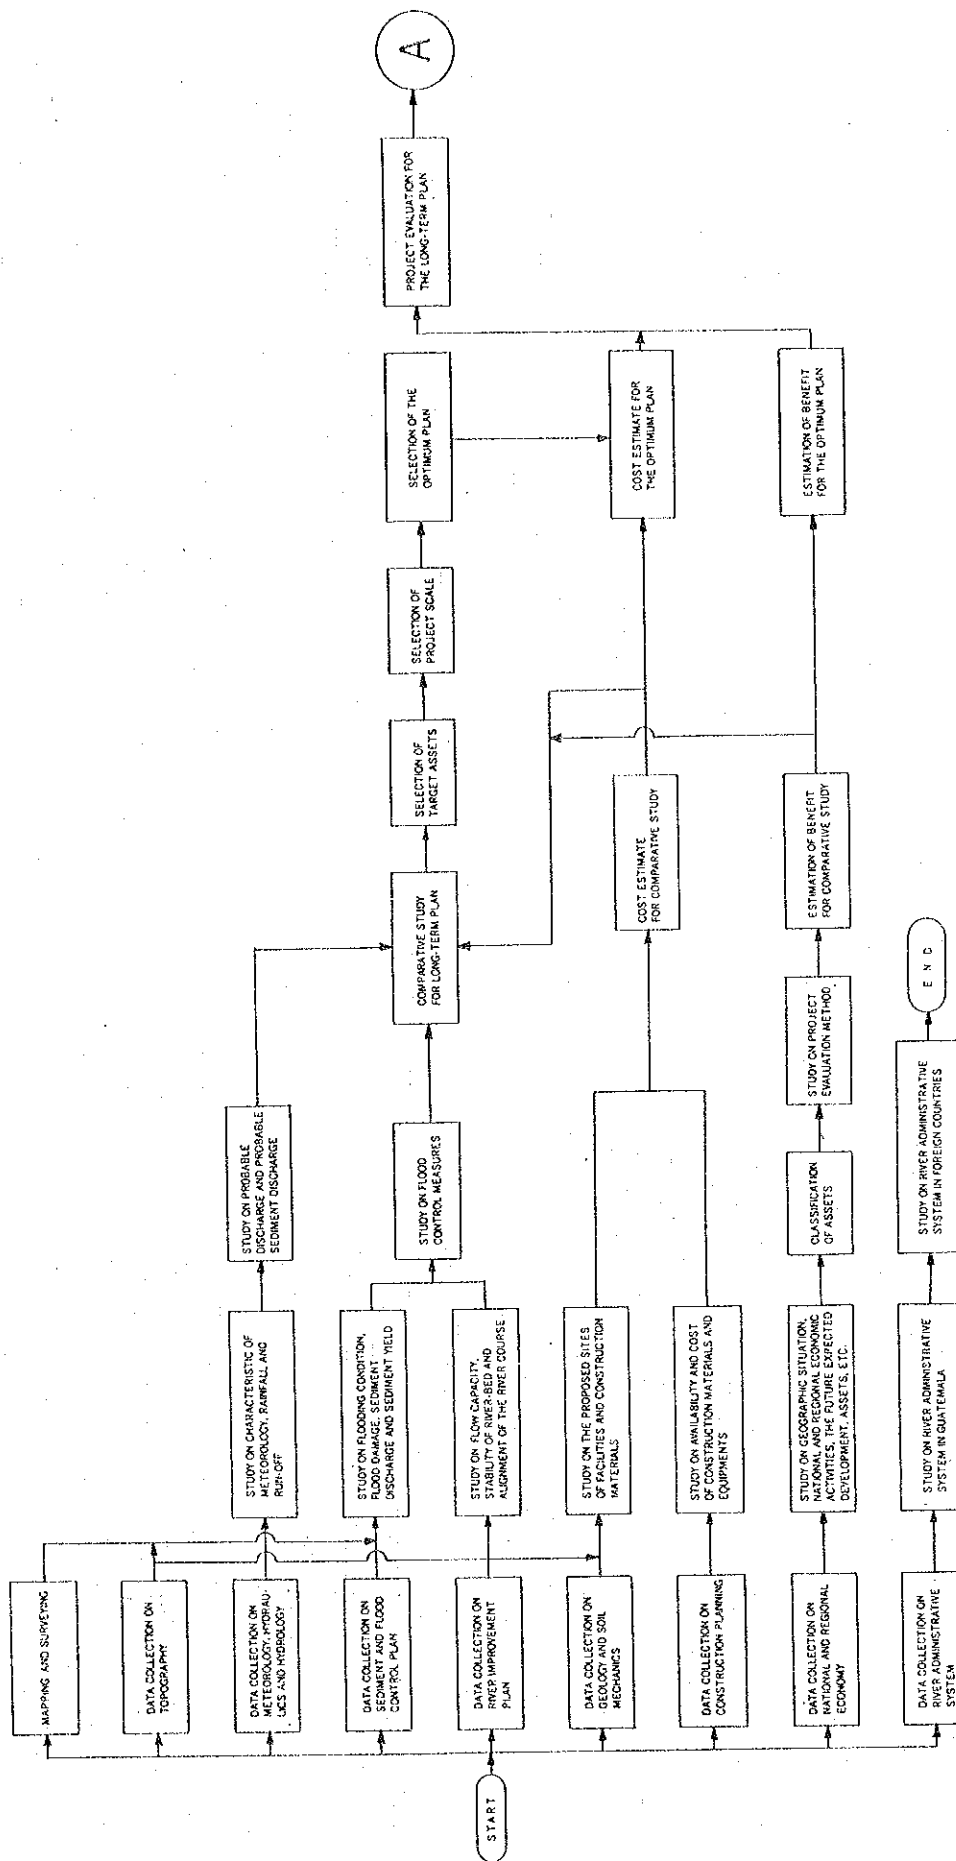 START
MAPPING AND SURVEYING
DATA COLLECTION ON
TOPOGRAPHY
DATA COLLECTION ON
METEOROLOGY, HYDRAU-
LICS AND HYDROLOGY
DATA COLLECTION ON
SEDIMENT AND FLOOD
CONTROL PLAN
DATA COLLECTION ON
RIVER IMPROVEMENT
PLAN
DATA COLLECTION ON
GEOLOGY AND SOIL
MECHANICS
DATA COLLECTION ON
CONSTRUCTION PLANNING
DATA COLLECTION ON
NATIONAL AND REGIONAL
ECONOMY
DATA COLLECTION ON
RIVER ADMINISTRATIVE
SYSTEM
STUDY ON CHARACTERISTIC OF
METEOROLOGY, RAINFALL AND
RUN-OFF
STUDY ON FLOODING CONDITION,
FLOOD DAMAGE, SEDIMENT
DISCHARGE AND SEDIMENT YIELD
STUDY ON FLOW CAPACITY,
STABILITY OF RIVER-BED AND
ALIGNMENT OF THE RIVER COURSE
STUDY ON THE PROPOSED SITES
OF FACILITIES AND CONSTRUCTION
MATERIALS
STUDY ON AVAILABILITY AND COST
OF CONSTRUCTION MATERIALS AND
EQUIPMENTS
STUDY ON GEOGRAPHIC SITUATION,
NATIONAL AND REGIONAL ECONOMIC
ACTIVITIES, THE FUTURE EXPECTED
DEVELOPMENT, ASSETS, ETC.
STUDY ON RIVER ADMINISTRATIVE
SYSTEM IN GUATEMALA
STUDY ON PROBABLE
DISCHARGE AND PROBABLE
SEDIMENT DISCHARGE
STUDY ON FLOOD
CONTROL MEASURES
CLASSIFICATION
OF ASSETS
STUDY ON PROJECT
EVALUATION METHOD
STUDY ON RIVER ADMINISTRATIVE
SYSTEM IN FOREIGN COUNTRIES
END
COMPARATIVE STUDY
FOR LONG-TERM PLAN
COST ESTIMATE
FOR COMPARATIVE STUDY
ESTIMATION OF BENEFIT
FOR COMPARATIVE STUDY
SELECTION OF
TARGET ASSETS
SELECTION OF
PROJECT SCALE
SELECTION OF THE
OPTIMUM PLAN
COST ESTIMATE FOR
THE OPTIMUM PLAN
ESTIMATION OF BENEFIT
FOR THE OPTIMUM PLAN
PROJECT EVALUATION FOR
THE LONG-TERM PLAN
A